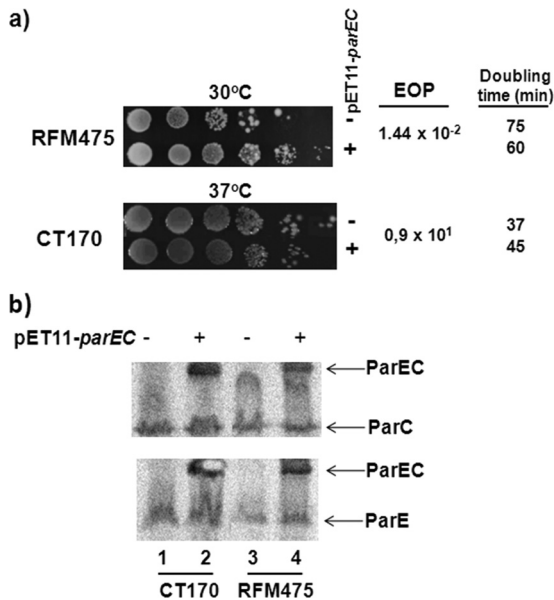 a)
pET11-parEC
30°C
EOP
Doubling
time (min)
RFM475
-
+
1.44 x 10-2
75
60
37°C
CT170
-
+
0,9 x 101
37
45
b)
pET11-parEC - + - +
ParEC
ParC
ParEC
ParE
1 2 3 4
CT170 RFM475